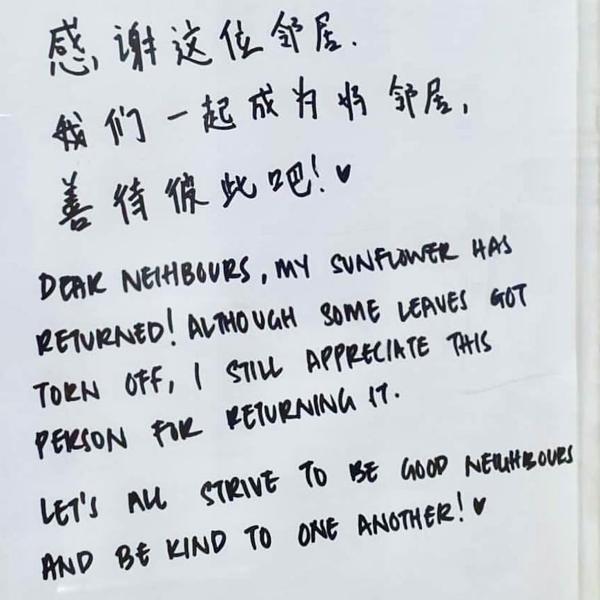 感谢这位邻居.
我们一起成为好邻居,
善待彼此吧!♥
DEAR NEIHBOURS, MY SUNFLOWER HAS
RETURNED! ALTHOUGH SOME LEAVES GOT
TORN OFF, I STILL APPRECIATE THIS
PERSON FOR RETURNING IT.
LET'S ALL STRIVE TO BE GOOD NEIGHBOURS
AND BE KIND TO ONE ANOTHER! ♥